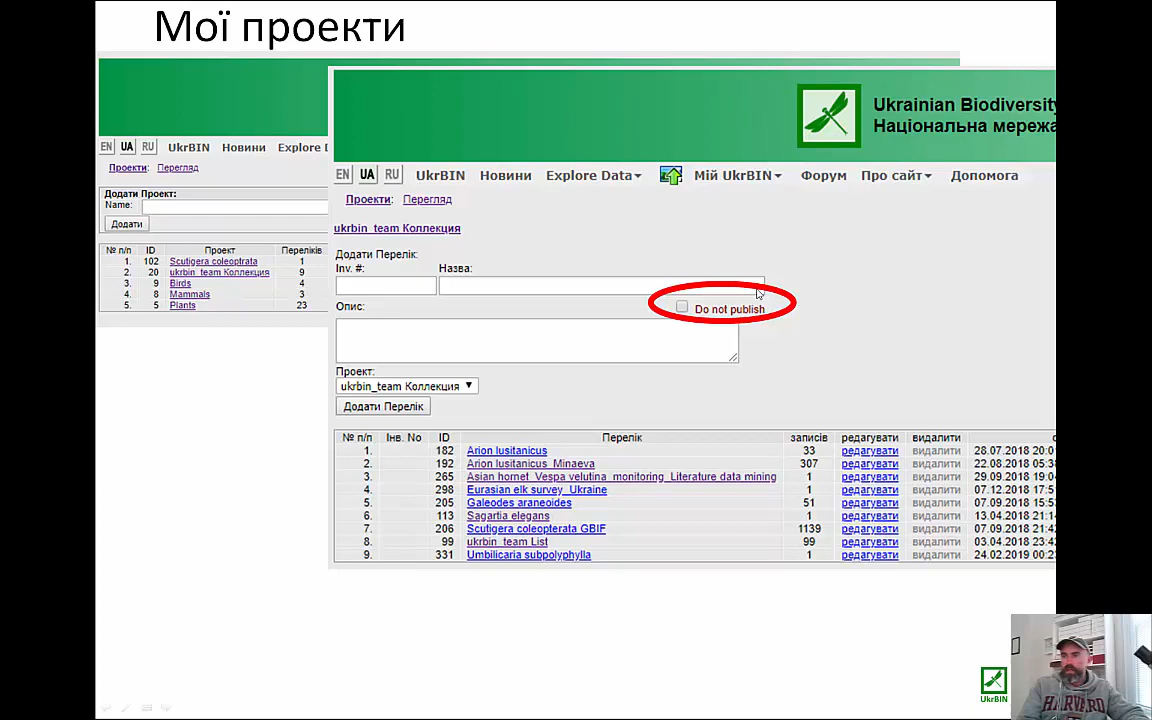 Мої проекти
EN UA RU UkrBIN Новини Explore D
Проекти: Перегляд
Додати Проект:
Name:
Додати
№ п/п ID Проект Переліків
1. 102 Scutigera coleoptrata 1
2. 20 ukrbin_team Коллекция 9
3. 9 Birds 4
4. 8 Mammals 3
5. 5 Plants 23
Ukrainian Biodiversity
Національна мережа
EN UA RU UkrBIN Новини Explore Data Мій UkrBIN Форум Про сайт Допомога
Проекти: Перегляд
ukrbin_team Коллекция
Додати Перелік:
Inv. #: Назва:
Опис: Do not publish
Проект:
ukrbin_team Коллекция
Додати Перелік
№ п/п Інв. No ID Перелік записів редагувати видалити
1. 182 Arion lusitanicus 33 редагувати видалити 28.07.2018 20:0
2. 192 Arion lusitanicus_Minaeva 307 редагувати видалити 22.08.2018 05:3
3. 265 Asian hornet_Vespa velutina_monitoring_Literature data mining 1 редагувати видалити 29.09.2018 19:0
4. 298 Eurasian elk survey_Ukraine 1 редагувати видалити 07.12.2018 17:5
5. 205 Galeodes araneoides 51 редагувати видалити 07.09.2018 15:5
6. 113 Sagartia elegans 1 редагувати видалити 13.04.2018 21:1
7. 206 Scutigera coleopterata GBIF 1139 редагувати видалити 07.09.2018 21:4
8. 99 ukrbin_team List 99 редагувати видалити 03.04.2018 23:4
9. 331 Umbilicaria subpolyphylla 1 редагувати видалити 24.02.2019 00:2
UkrBIN
HARVARD